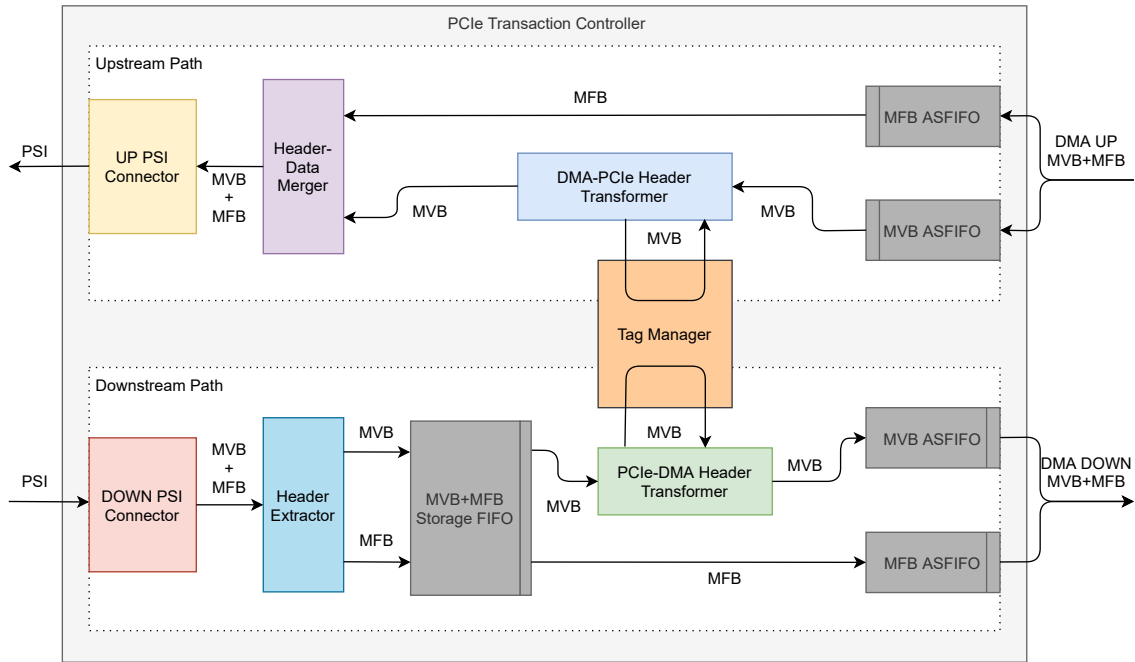 PCIe Transaction Controller
Upstream Path
MFB
MFB ASFIFO
DMA UP
MVB+MFB
PSI
UP PSI
Connector
MVB
+
MFB
Header-
Data
Merger
MVB
DMA-PCIe Header
Transformer
MVB
MVB ASFIFO
MVB
Tag Manager
Downstream Path
MVB
PSI
DOWN PSI
Connector
MVB
+
MFB
Header
Extractor
MVB
MFB
MVB+MFB
Storage FIFO
MVB
PCIe-DMA Header
Transformer
MVB
MVB ASFIFO
DMA DOWN
MVB+MFB
MFB
MFB ASFIFO